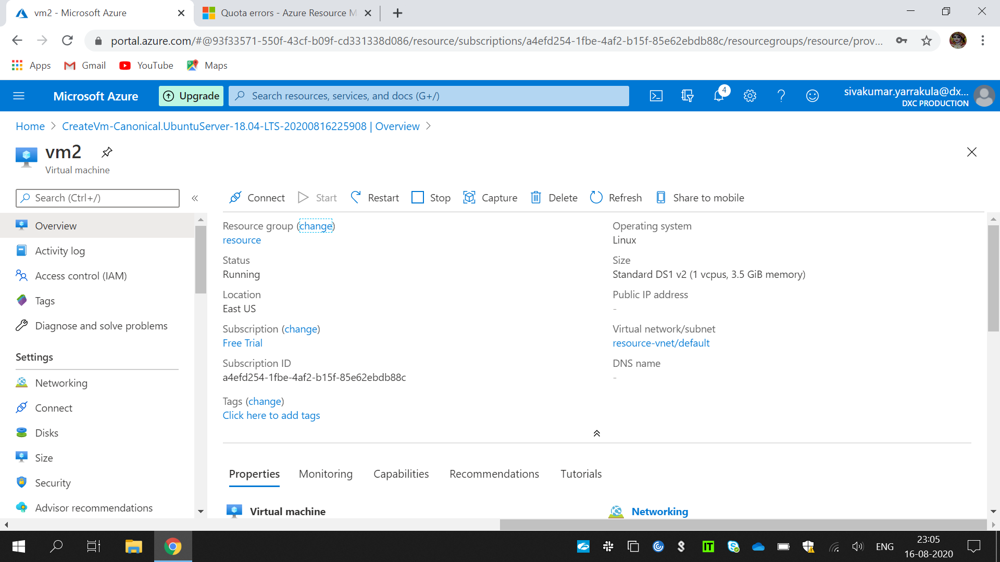 vm2 - Microsoft Azure
Quota errors - Azure Resource M
portal.azure.com/#@93f33571-550f-43cf-b09f-cd331338d086/resource/subscriptions/a4efd254-1fbe-4af2-b15f-85e62ebdb88c/resourcegroups/resource/prov...
Apps Gmail YouTube Maps
Microsoft Azure Upgrade Search resources, services, and docs (G+/) 4 sivakumar.yarrakula@dx...
DXC PRODUCTION
Home > CreateVm-Canonical.UbuntuServer-18.04-LTS-20200816225908 | Overview >
vm2
Virtual machine
Search (Ctrl+/) «
Connect Start Restart Stop Capture Delete Refresh Share to mobile
Overview
Activity log
Access control (IAM)
Tags
Diagnose and solve problems
Settings
Networking
Connect
Disks
Size
Security
Advisor recommendations
Resource group (change)
resource
Status
Running
Location
East US
Subscription (change)
Free Trial
Subscription ID
a4efd254-1fbe-4af2-b15f-85e62ebdb88c
Tags (change)
Click here to add tags
Operating system
Linux
Size
Standard DS1 v2 (1 vcpus, 3.5 GiB memory)
Public IP address
-
Virtual network/subnet
resource-vnet/default
DNS name
-
Properties Monitoring Capabilities Recommendations Tutorials
Virtual machine
Networking
IT
ENG
23:05
16-08-2020